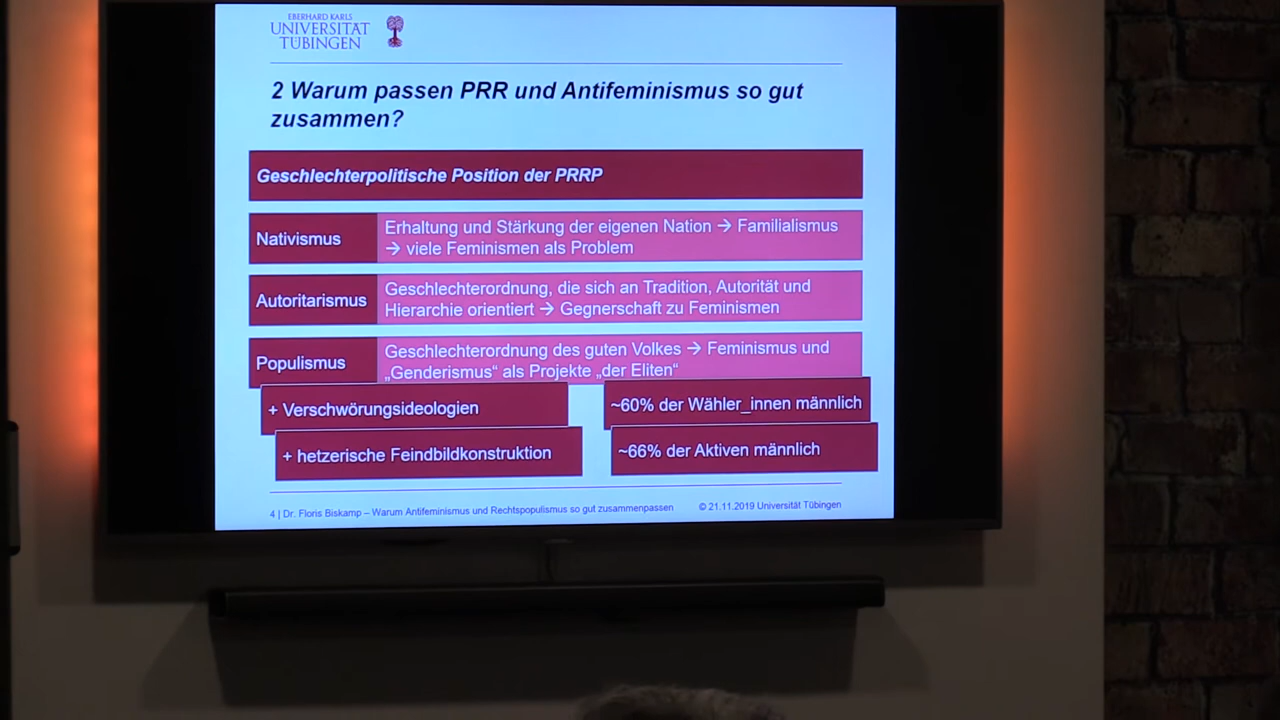 EBERHARD KARLS
UNIVERSITÄT
TÜBINGEN
2 Warum passen PRR und Antifeminismus so gut
zusammen?
Geschlechterpolitische Position der PRRP
Nativismus
Erhaltung und Stärkung der eigenen Nation → Familialismus
→ viele Feminismen als Problem
Autoritarismus
Geschlechterordnung, die sich an Tradition, Autorität und
Hierarchie orientiert → Gegnerschaft zu Feminismen
Populismus
Geschlechterordnung des guten Volkes → Feminismus und
„Genderismus“ als Projekte „der Eliten“
+ Verschwörungsideologien
~60% der Wähler_innen männlich
+ hetzerische Feindbildkonstruktion
~66% der Aktiven männlich
4 | Dr. Floris Biskamp – Warum Antifeminismus und Rechtspopulismus so gut zusammenpassen
© 21.11.2019 Universität Tübingen